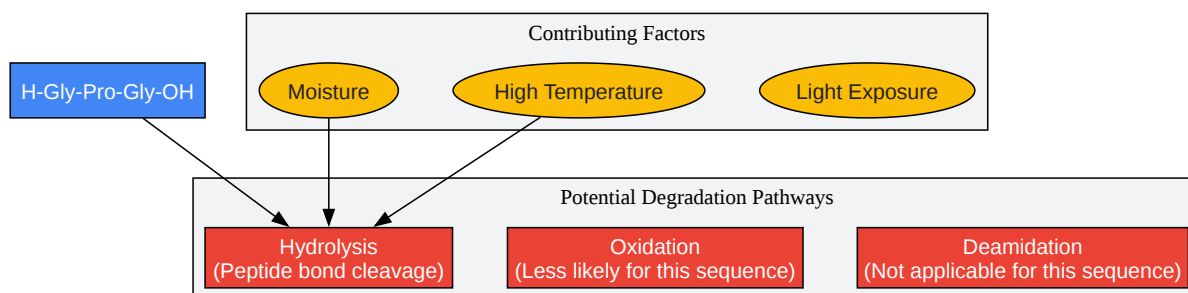 Contributing Factors
H-Gly-Pro-Gly-OH
Moisture
High Temperature
Light Exposure
Potential Degradation Pathways
Hydrolysis
(Peptide bond cleavage)
Oxidation
(Less likely for this sequence)
Deamidation
(Not applicable for this sequence)